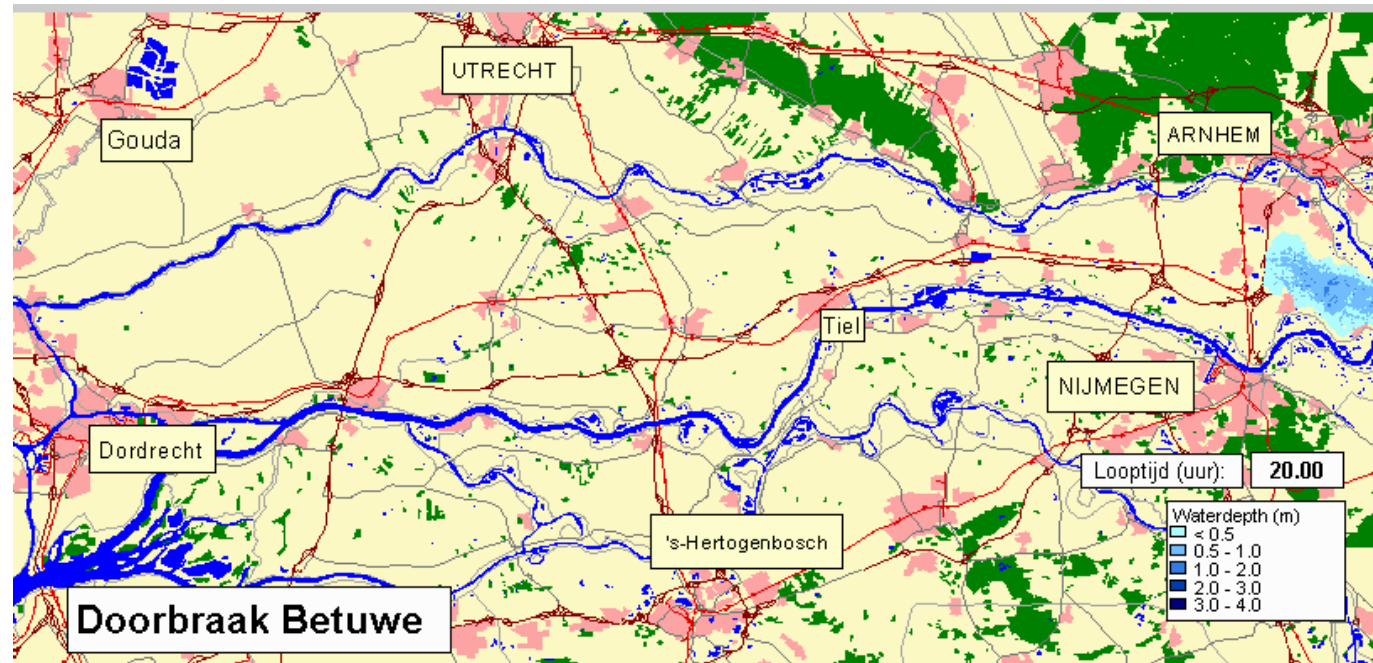 UTRECHT
Gouda
ARNHEM
Tiel
NIJMEGEN
Dordrecht
Looptijd (uur): 20.00
Waterdepth (m)
< 0.5
0.5 - 1.0
1.0 - 2.0
2.0 - 3.0
3.0 - 4.0
's-Hertogenbosch
Doorbraak Betuwe